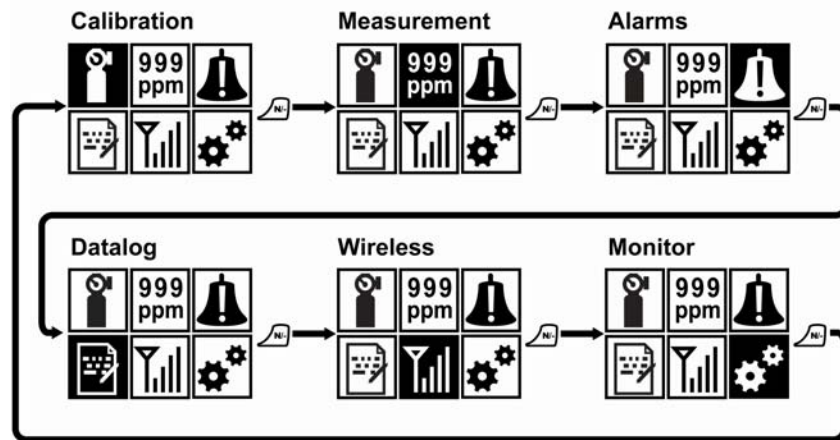 Calibration
999
ppm
N/-
Measurement
999
ppm
N/-
Alarms
999
ppm
N/-
Datalog
999
ppm
N/-
Wireless
999
ppm
N/-
Monitor
999
ppm
N/-